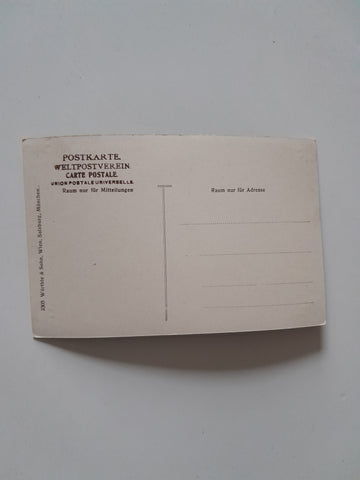 POSTKARTE.
WELTPOSTVEREIN.
CARTE POSTALE.
UNION POSTALE UNIVERSELLE.
Raum nur für Mitteilungen
Raum nur für Adresse
2305 Würthle & Sohn, Wien, Salzburg, München.